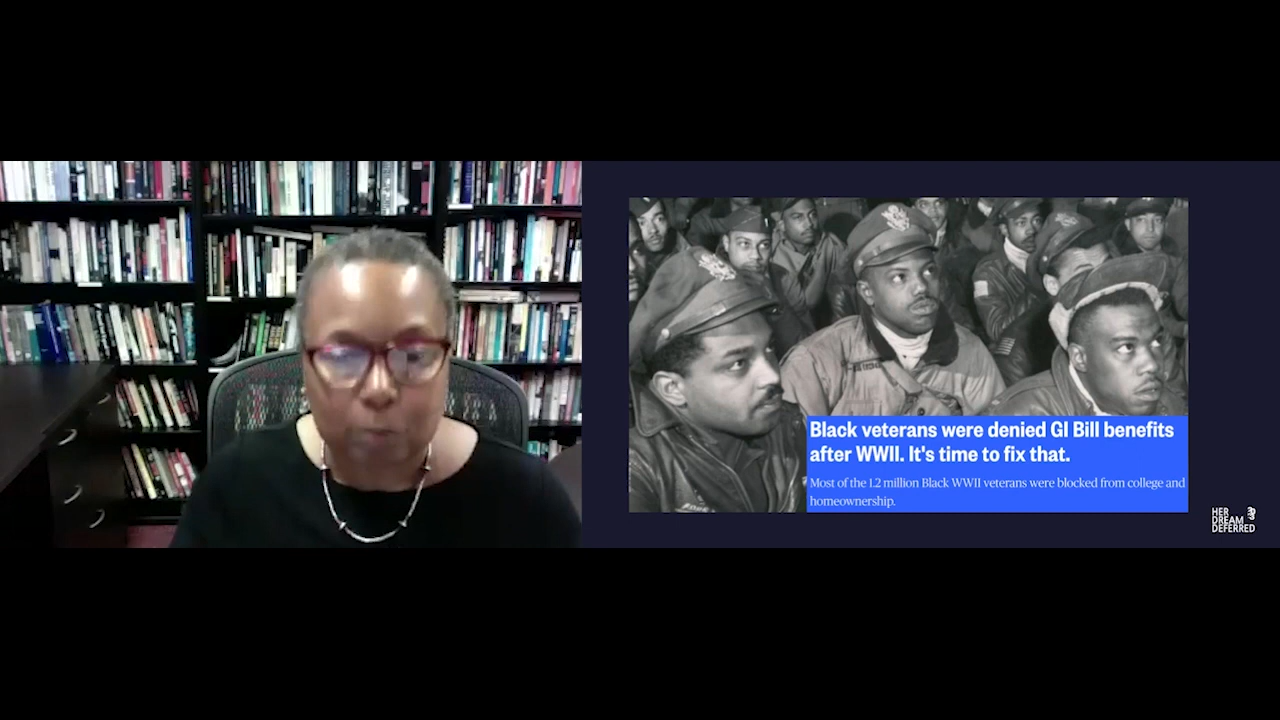 Black veterans were denied GI Bill benefits
after WWII. It's time to fix that.
Most of the 1.2 million Black WWII veterans were blocked from college and
homeownership.
HER
DREAM
DEFERRED